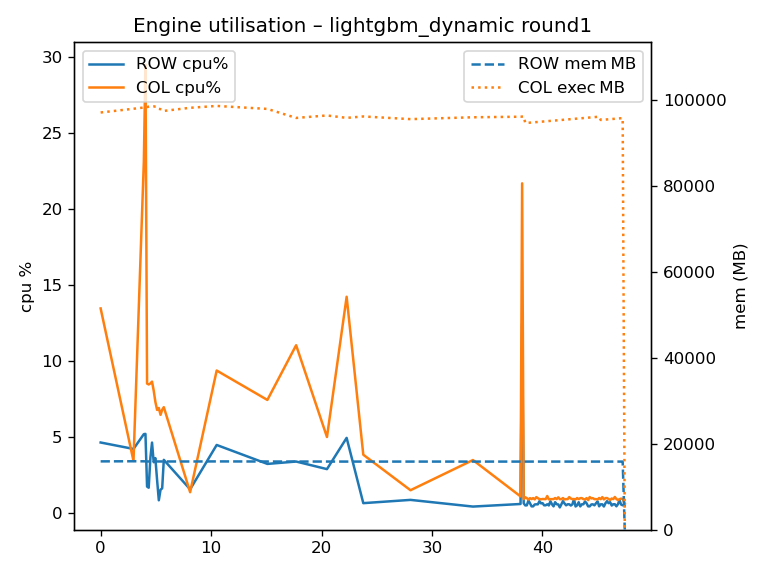 Engine utilisation – lightgbm_dynamic round1
ROW cpu%
COL cpu%
ROW mem MB
COL exec MB
cpu %
30
25
20
15
10
5
0
mem (MB)
100000
80000
60000
40000
20000
0
0 10 20 30 40